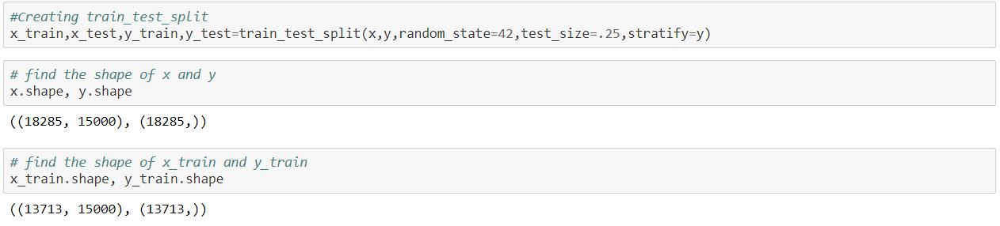 #Creating train_test_split
x_train,x_test,y_train,y_test=train_test_split(x,y,random_state=42,test_size=.25,stratify=y)
# find the shape of x and y
x.shape, y.shape
((18285, 15000), (18285,))
# find the shape of x_train and y_train
x_train.shape, y_train.shape
((13713, 15000), (13713,))